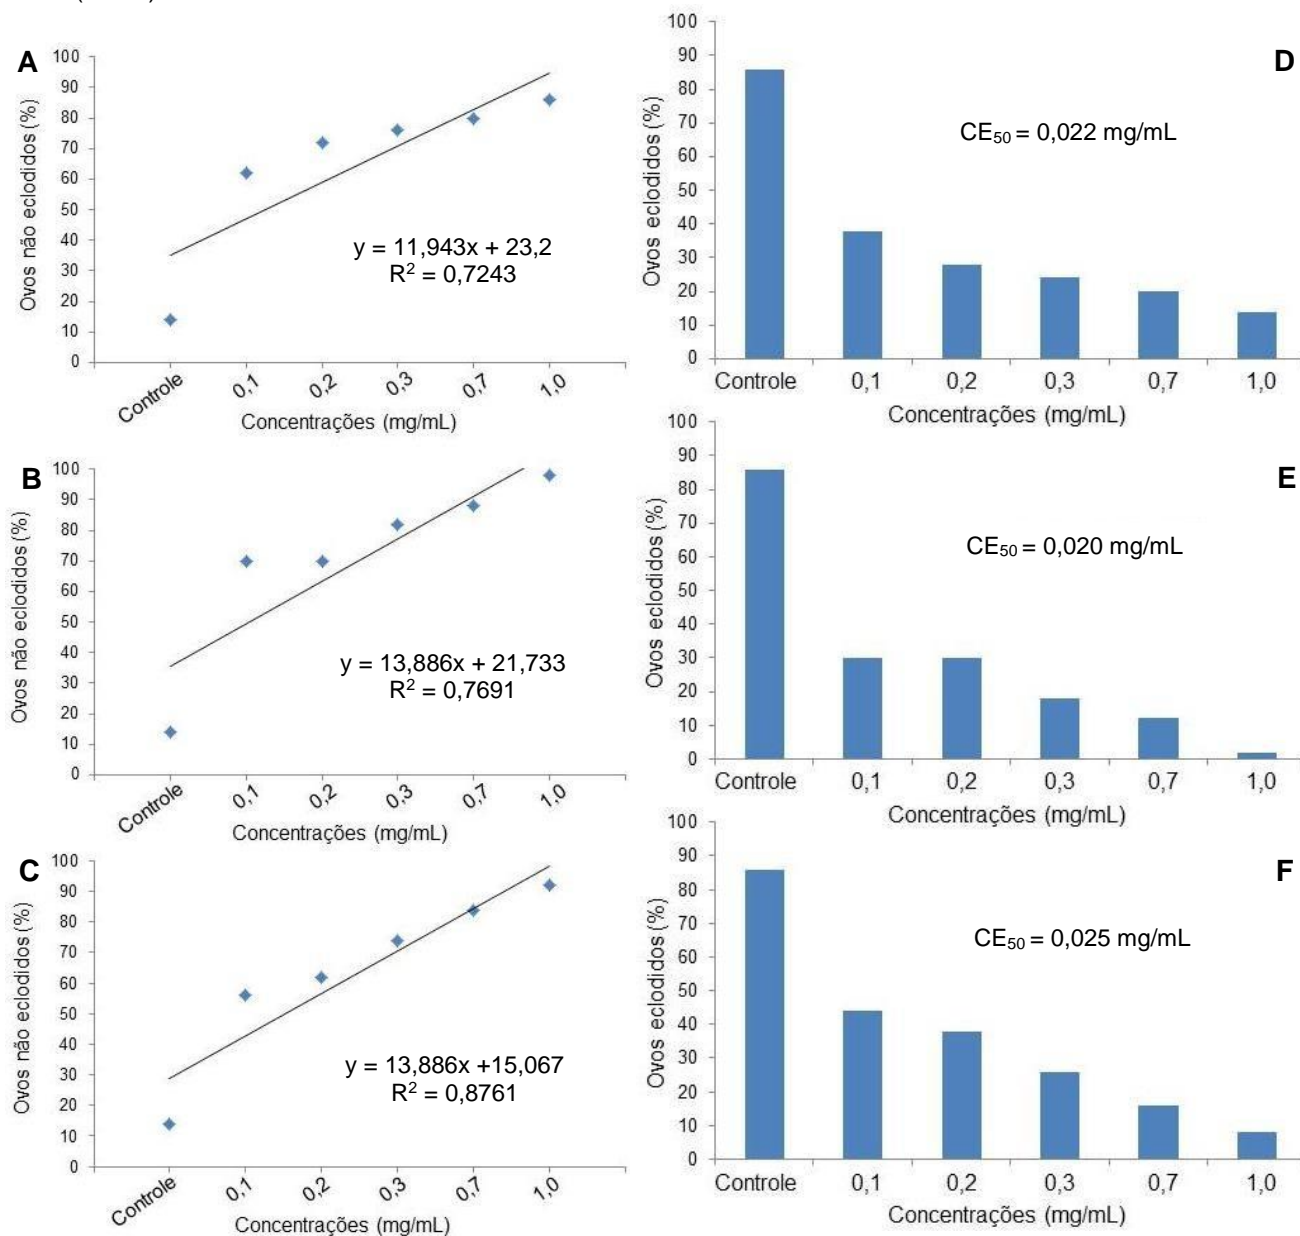 A
Ovos não eclodidos (%)
100
90
80
70
60
50
40
30
20
10
0
y = 11,943x + 23,2
R² = 0,7243
Controle 0,1 0,2 0,3 0,7 1,0
Concentrações (mg/mL)
D
Ovos eclodidos (%)
100
90
80
70
60
50
40
30
20
10
0
CE₅₀ = 0,022 mg/mL
Controle 0,1 0,2 0,3 0,7 1,0
Concentrações (mg/mL)
B
Ovos não eclodidos (%)
100
90
80
70
60
50
40
30
20
10
0
y = 13,886x + 21,733
R² = 0,7691
Controle 0,1 0,2 0,3 0,7 1,0
Concentrações (mg/mL)
E
Ovos eclodidos (%)
100
90
80
70
60
50
40
30
20
10
0
CE₅₀ = 0,020 mg/mL
Controle 0,1 0,2 0,3 0,7 1,0
Concentrações (mg/mL)
C
Ovos não eclodidos (%)
100
90
80
70
60
50
40
30
20
10
0
y = 13,886x +15,067
R² = 0,8761
Controle 0,1 0,2 0,3 0,7 1,0
Concentrações (mg/mL)
F
Ovos eclodidos (%)
100
90
80
70
60
50
40
30
20
10
0
CE₅₀ = 0,025 mg/mL
Controle 0,1 0,2 0,3 0,7 1,0
Concentrações (mg/mL)